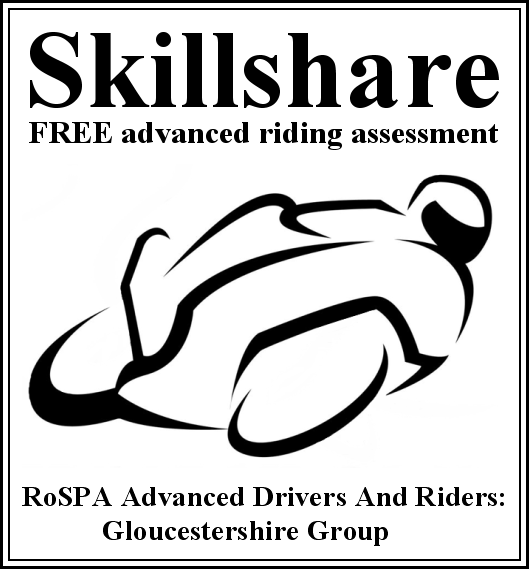 Skillshare
FREE advanced riding assessment
RoSPA Advanced Drivers And Riders:
Gloucestershire Group